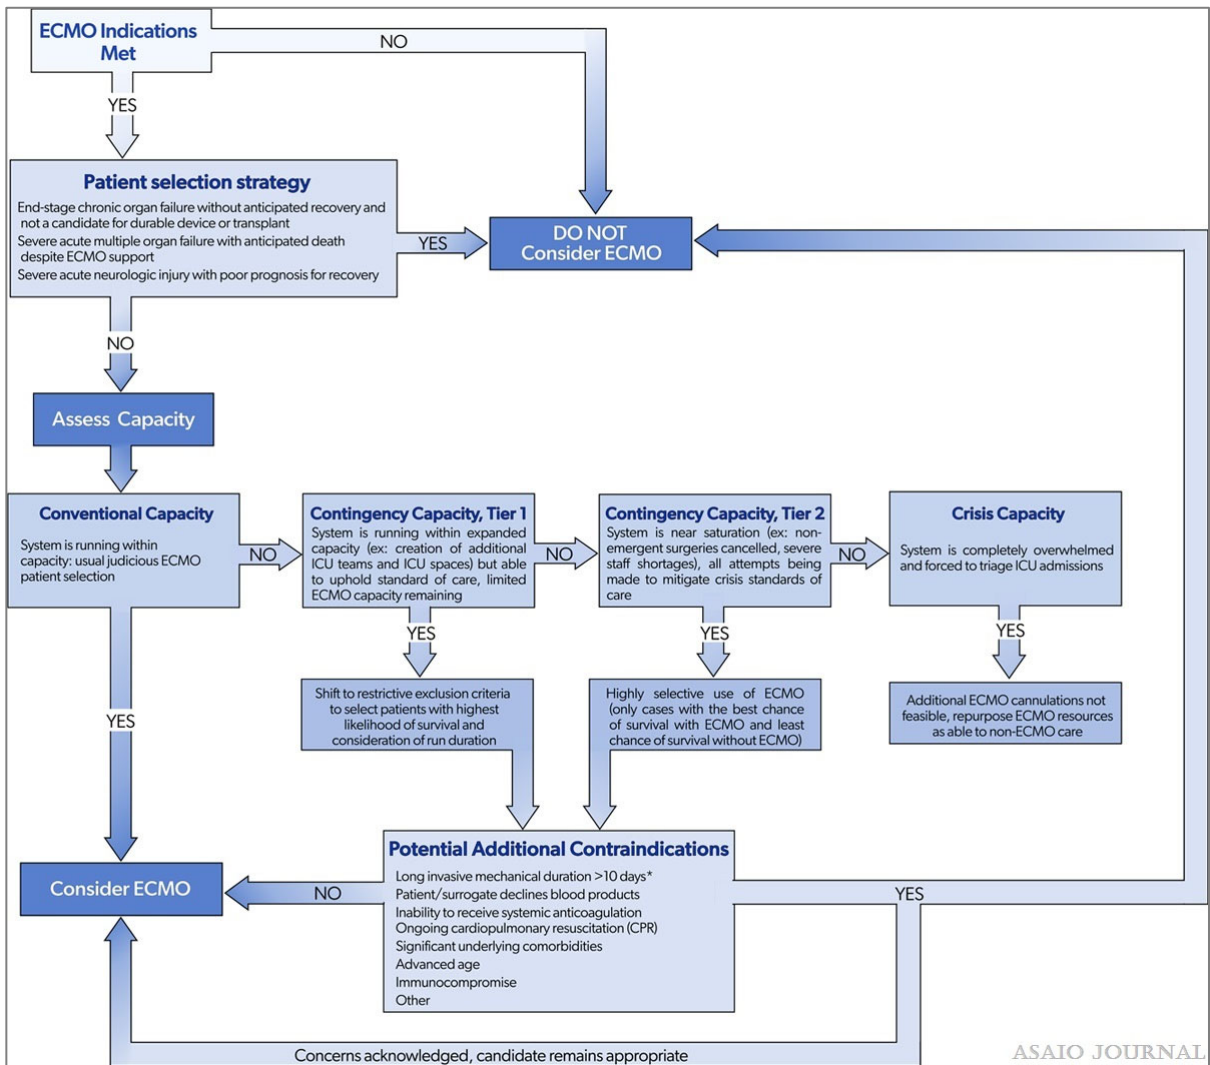 ECMO Indications
Met
NO
YES
Patient selection strategy
End-stage chronic organ failure without anticipated recovery and
not a candidate for durable device or transplant
Severe acute multiple organ failure with anticipated death
despite ECMO support
Severe acute neurologic injury with poor prognosis for recovery
YES
DO NOT
Consider ECMO
NO
Assess Capacity
Conventional Capacity
System is running within
capacity: usual judicious ECMO
patient selection
NO
Contingency Capacity, Tier 1
System is running within expanded
capacity (ex: creation of additional
ICU teams and ICU spaces) but able
to uphold standard of care, limited
ECMO capacity remaining
NO
Contingency Capacity, Tier 2
System is near saturation (ex: non-
emergent surgeries cancelled, severe
staff shortages), all attempts being
made to mitigate crisis standards of
care
NO
Crisis Capacity
System is completely overwhelmed
and forced to triage ICU admissions
YES
YES
YES
YES
Shift to restrictive exclusion criteria
to select patients with highest
likelihood of survival and
consideration of run duration
Highly selective use of ECMO
(only cases with the best chance
of survival with ECMO and least
chance of survival without ECMO)
Additional ECMO cannulations not
feasible, repurpose ECMO resources
as able to non-ECMO care
Consider ECMO
NO
Potential Additional Contraindications
Long invasive mechanical duration >10 days*
Patient/surrogate declines blood products
Inability to receive systemic anticoagulation
Ongoing cardiopulmonary resuscitation (CPR)
Significant underlying comorbidities
Advanced age
Immunocompromise
Other
YES
Concerns acknowledged, candidate remains appropriate
ASAIO JOURNAL